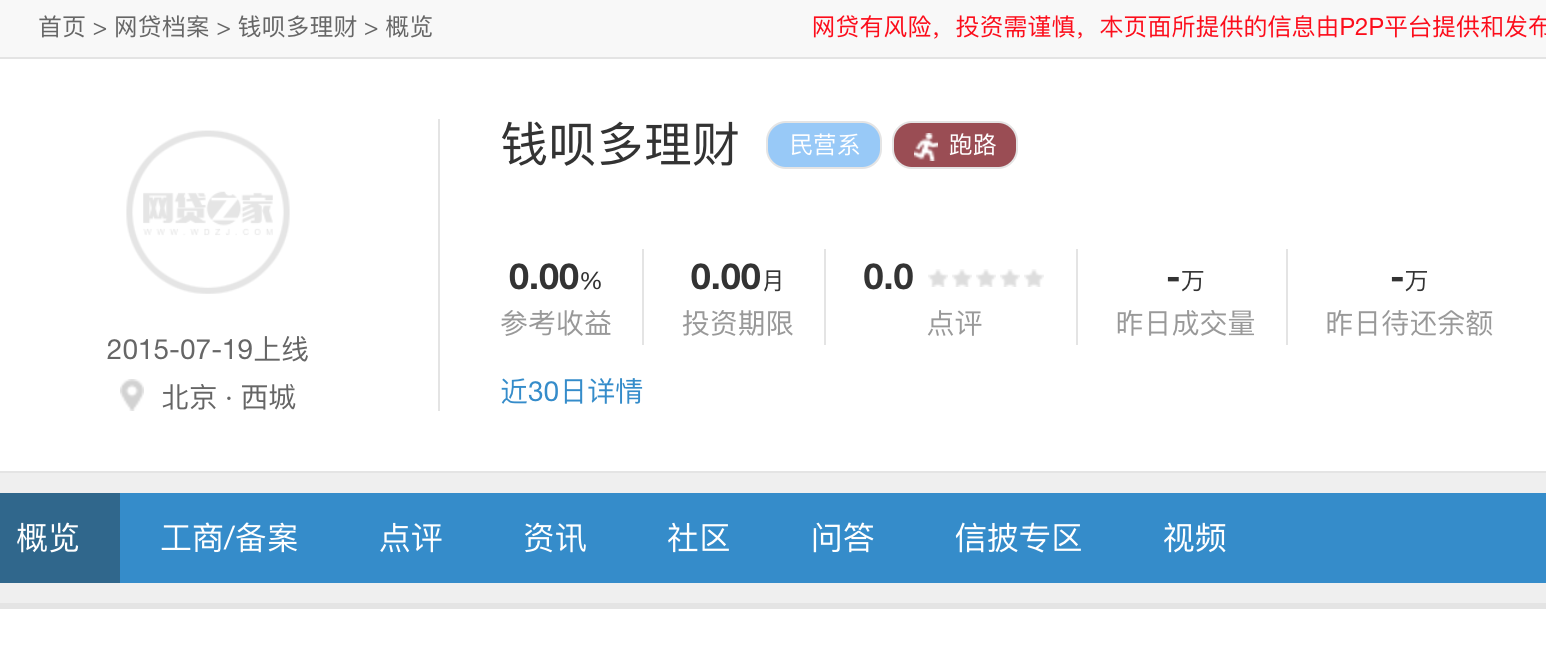 首页 > 网贷档案 > 钱呗多理财 > 概览
网贷有风险，投资需谨慎，本页面所提供的信息由P2P平台提供和发布
网贷之家
WWW.WDZJ.COM
2015-07-19上线
北京 · 西城
钱呗多理财 民营系 跑路
0.00% 0.00月 0.0 -万 -万
参考收益 投资期限 点评 昨日成交量 昨日待还余额
近30日详情
概览 工商/备案 点评 资讯 社区 问答 信披专区 视频